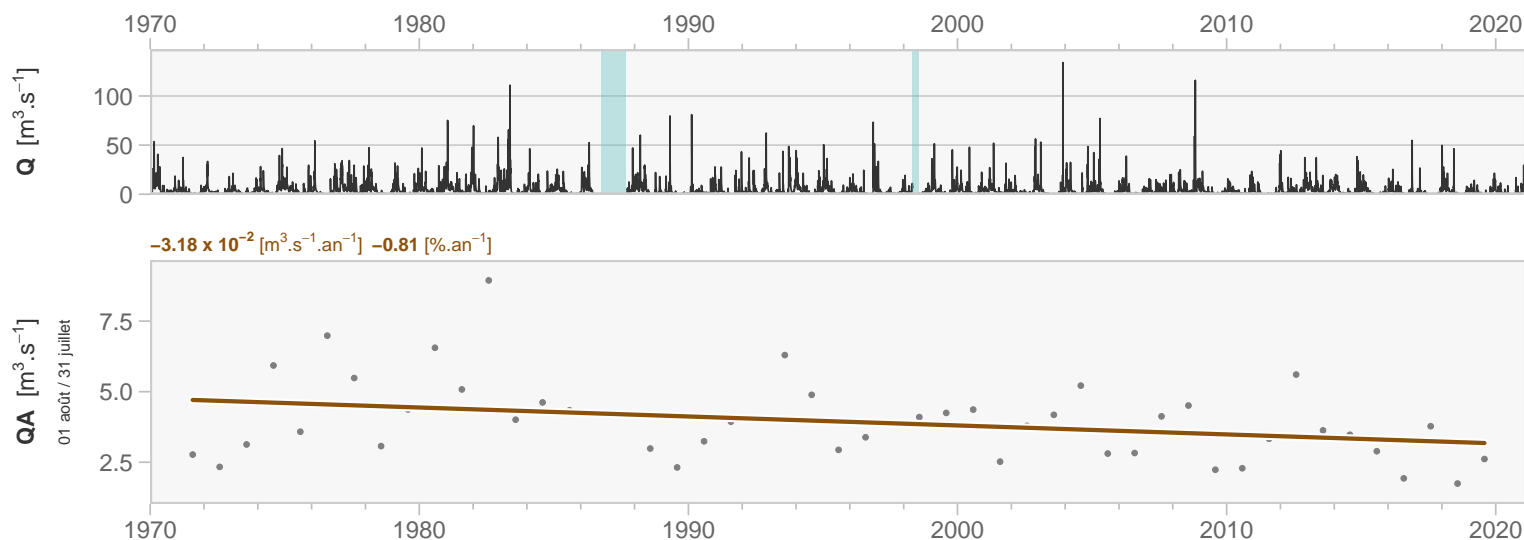 1970 1980 1990 2000 2010 2020
Q [m³.s⁻¹]
100
50
0
−3.18 x 10⁻² [m³.s⁻¹.an⁻¹] −0.81 [%.an⁻¹]
QA [m³.s⁻¹]
01 août / 31 juillet
7.5
5.0
2.5
1970 1980 1990 2000 2010 2020